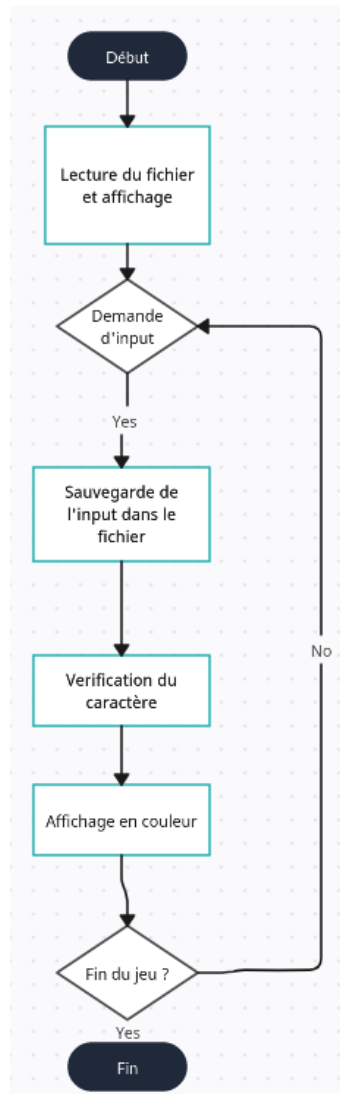 Début
Lecture du fichier
et affichage
Demande
d'input
Yes
Sauvegarde de
l'input dans le
fichier
No
Verification du
caractère
Affichage en couleur
Fin du jeu ?
Yes
Fin